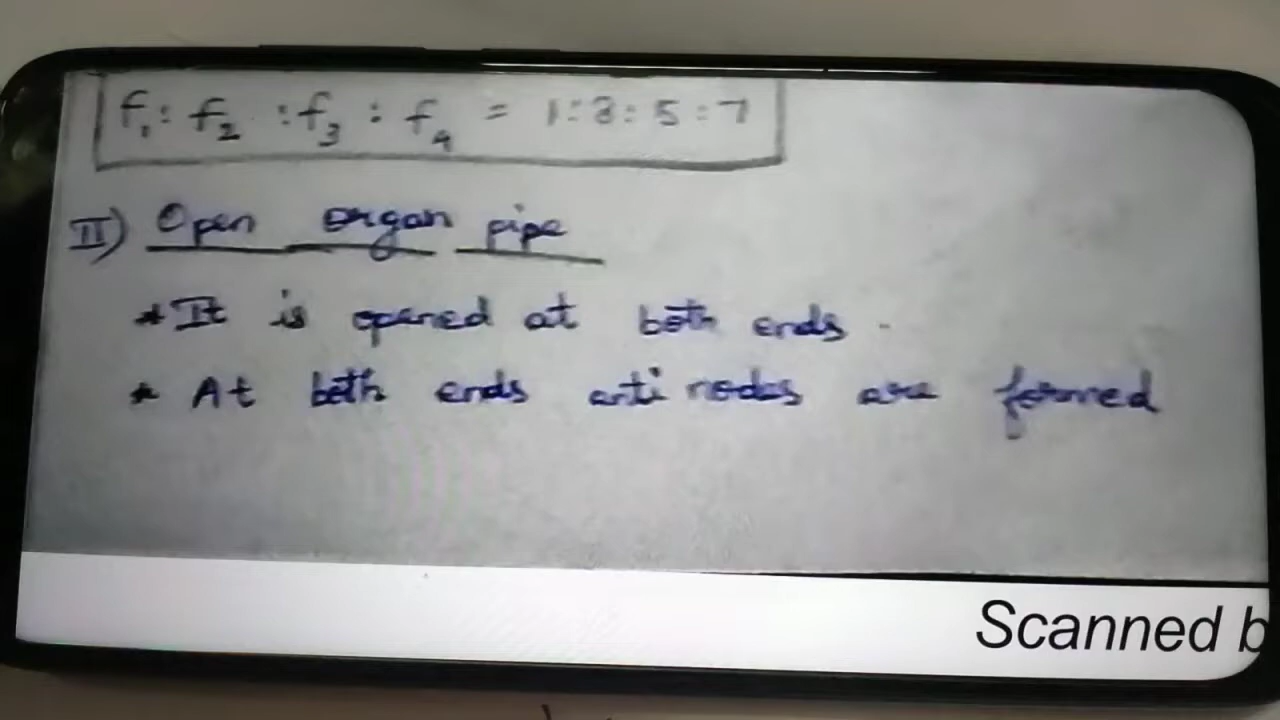 f₁ : f₂ : f₃ : f₄ = 1 : 3 : 5 : 7
II) Open organ pipe
* It is opened at both ends.
* At both ends anti nodes are formed
Scanned b